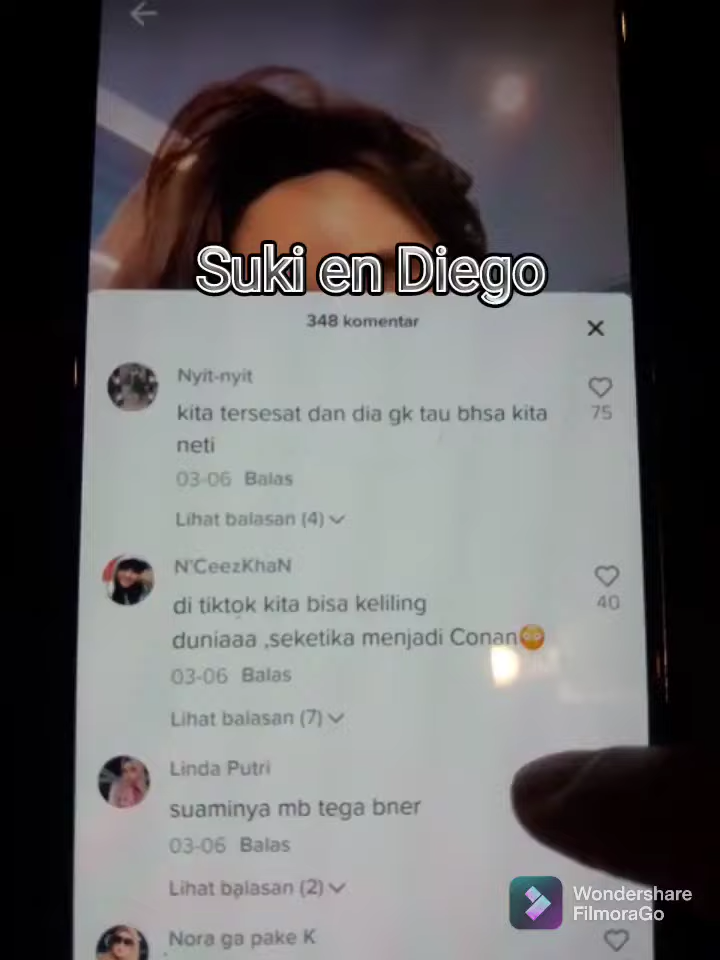 Suki en Diego
348 komentar
Nyit-nyit
kita tersesat dan dia gk tau bhsa kita
neti
75
03-06 Balas
Lihat balasan (4)
N'CeezKhaN
di tiktok kita bisa keliling
duniaaa ,seketika menjadi Conan😳
40
03-06 Balas
Lihat balasan (7)
Linda Putri
suaminya mb tega bner
03-06 Balas
Lihat balasan (2)
Wondershare
FilmoraGo
Nora ga pake K